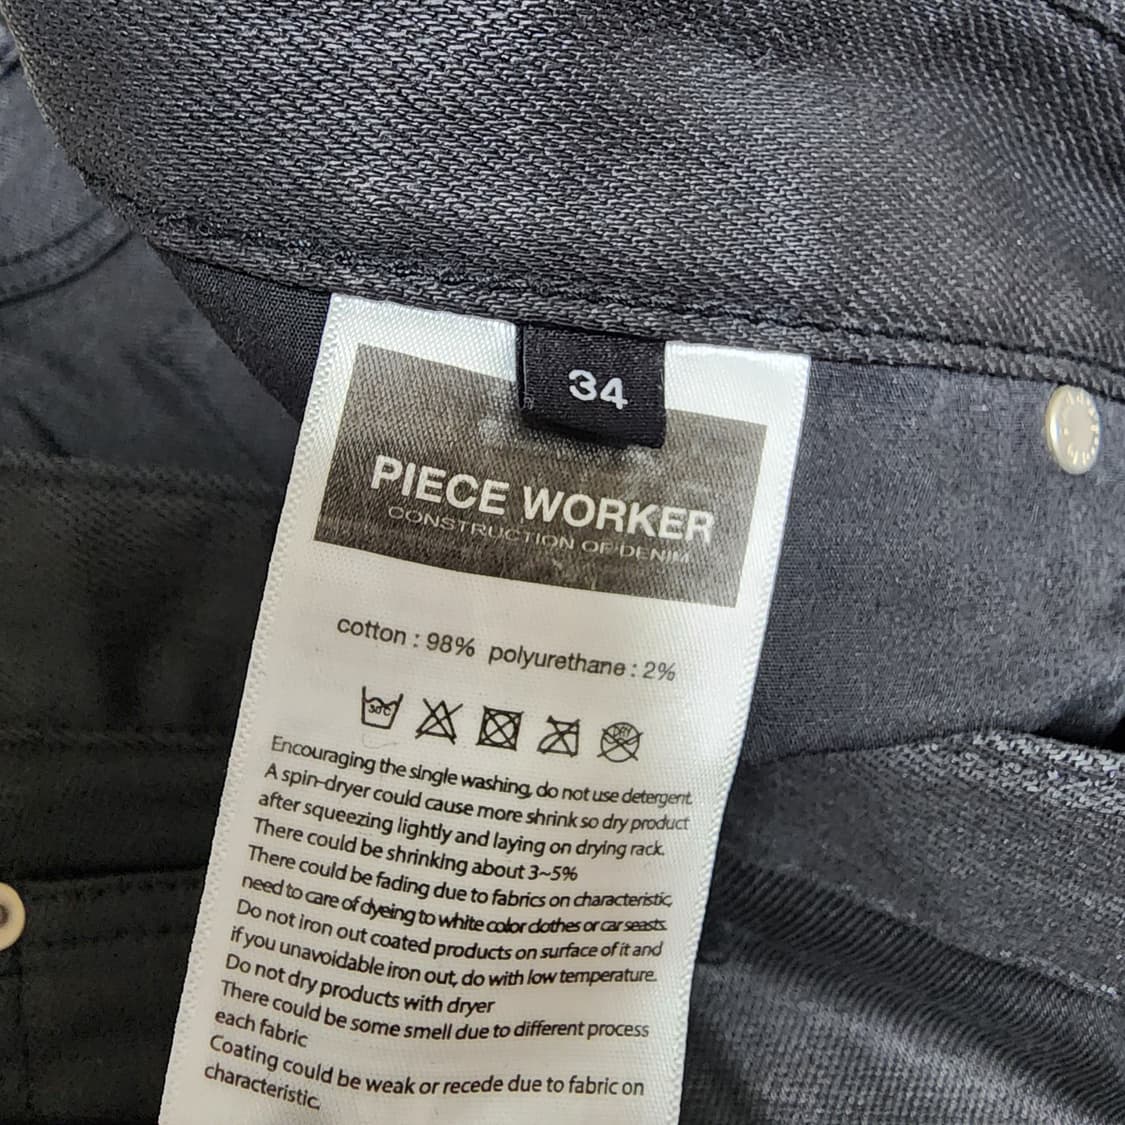 34
PIECE WORKER
CONSTRUCTION OF DENIM
cotton : 98% polyurethane : 2%
30°C
DRY
Encouraging the single washing, do not use detergent.
A spin-dryer could cause more shrink so dry product
after squeezing lightly and laying on drying rack.
There could be shrinking about 3~5%
There could be fading due to fabrics on characteristic,
need to care of dyeing to white color clothes or car seasts.
Do not iron out coated products on surface of it and
if you unavoidable iron out, do with low temperature.
Do not dry products with dryer
There could be some smell due to different process
each fabric
Coating could be weak or recede due to fabric on
characteristic.